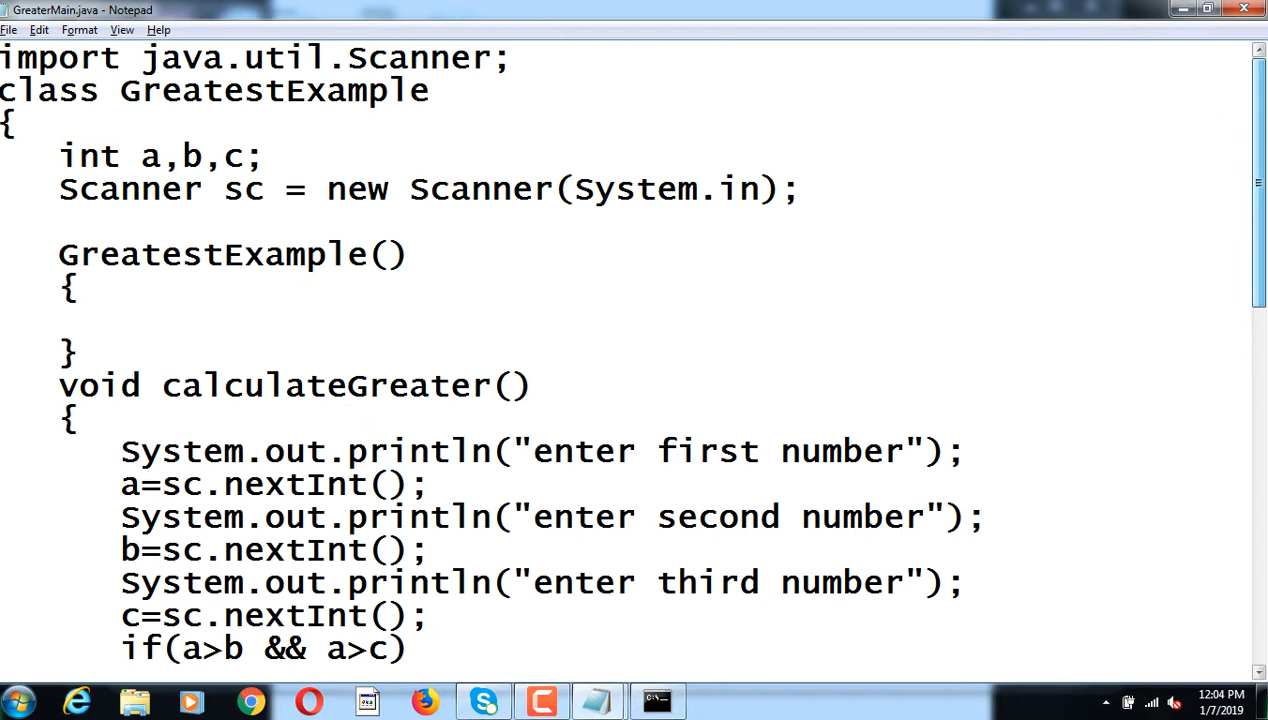 GreaterMain.java - Notepad
File Edit Format View Help
import java.util.Scanner;
class GreatestExample
{
   int a,b,c;
   Scanner sc = new Scanner(System.in);
   GreatestExample()
   {
   }
   void calculateGreater()
   {
      System.out.println("enter first number");
      a=sc.nextInt();
      System.out.println("enter second number");
      b=sc.nextInt();
      System.out.println("enter third number");
      c=sc.nextInt();
      if(a>b && a>c)
12:04 PM
1/7/2019